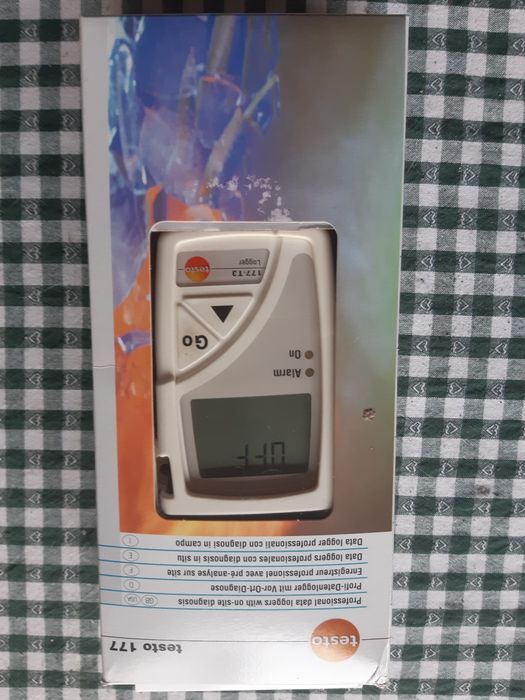 testo testo 177
Professional data loggers with on-site diagnosis GB USA
Profi-Datenlogger mit Vor-Ort-Diagnose D
Enregistreur professionel avec pré-analyse sur site F
Data loggers profesionales con diagnosis in situ E
Data logger professionali con diagnosi in campo I
OFF
Alarm
On
Go
177-T3 testo
Logger